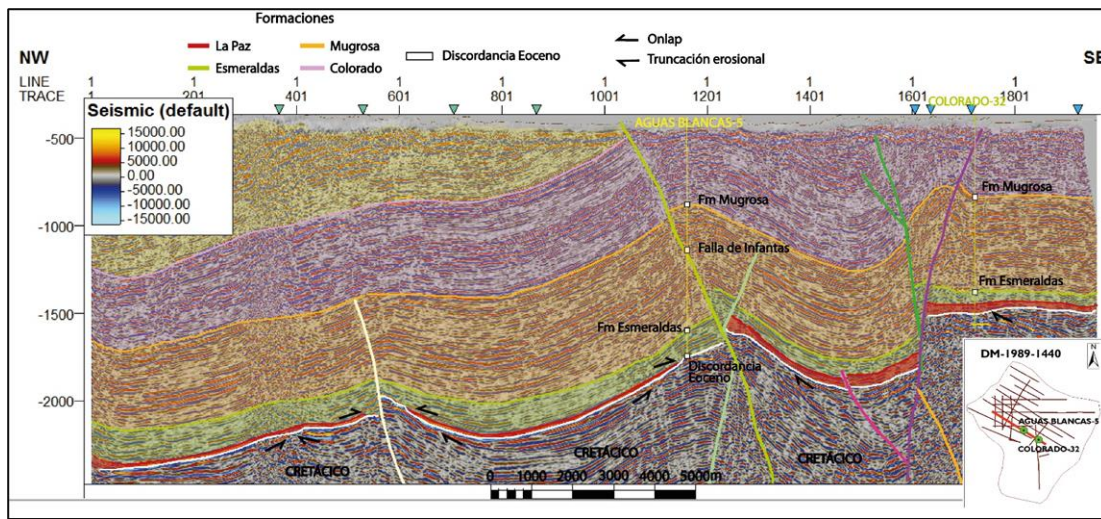 Formaciones
La Paz
Mugrosa
Esmeraldas
Colorado
Discordancia Eoceno
Onlap
Truncación erosional
NW
SE
LINE 1 1 1 1 1 1 1 1 1 1
TRACE 1 201 401 601 801 1001 1201 1401 1601 1801
Seismic (default)
15000.00
10000.00
5000.00
0.00
-5000.00
-10000.00
-15000.00
-500
-1000
-1500
-2000
AGUAS BLANCAS-5
COLORADO-32
Fm Mugrosa
Falla de Infantas
Fm Esmeraldas
Discordancia
Eoceno
Fm Mugrosa
Fm Esmeraldas
CRETÁCICO
CRETÁCICO
CRETÁCICO
0 1000 2000 3000 4000 5000m
DM-1989-1440
N
AGUAS BLANCAS-5
COLORADO-32